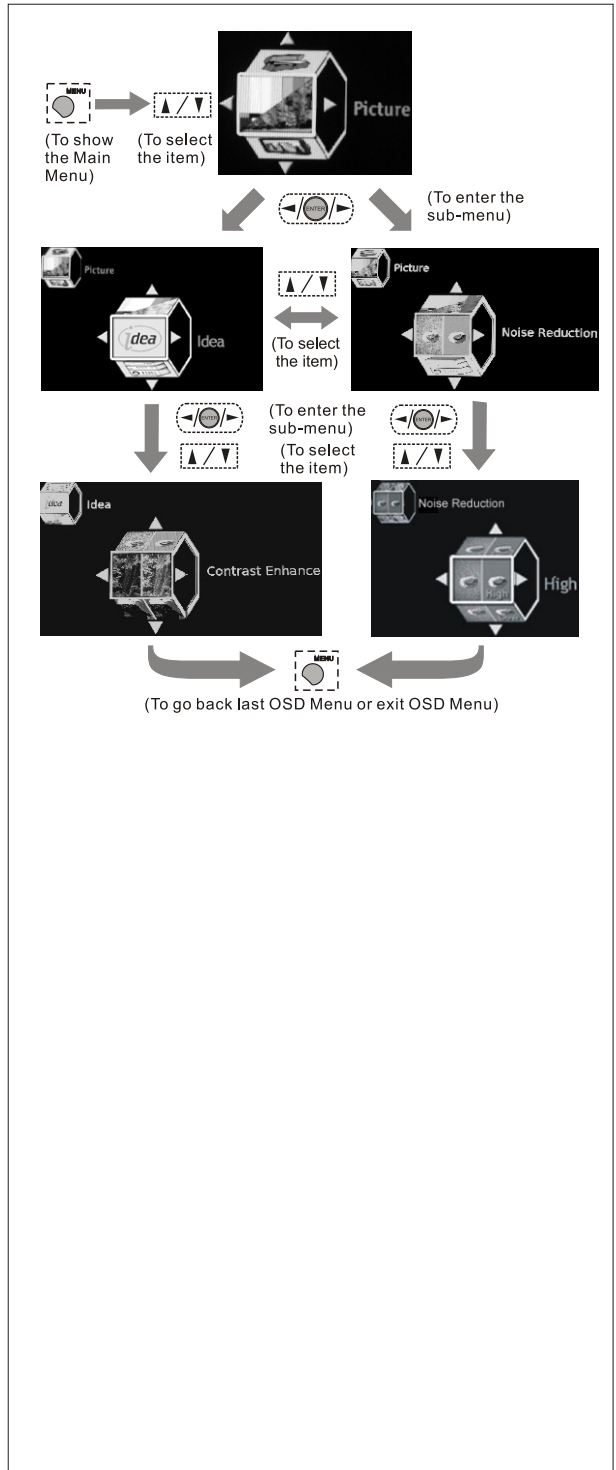 MENU
Picture
(To show
the Main
Menu)
(To select
the item)
ENTER
(To enter the
sub-menu)
Picture
idea
Idea
(To select
the item)
Picture
Noise Reduction
ENTER
(To enter the
sub-menu)
(To select
the item)
ENTER
idea
Idea
Contrast Enhance
Noise Reduction
High
High
MENU
(To go back last OSD Menu or exit OSD Menu)